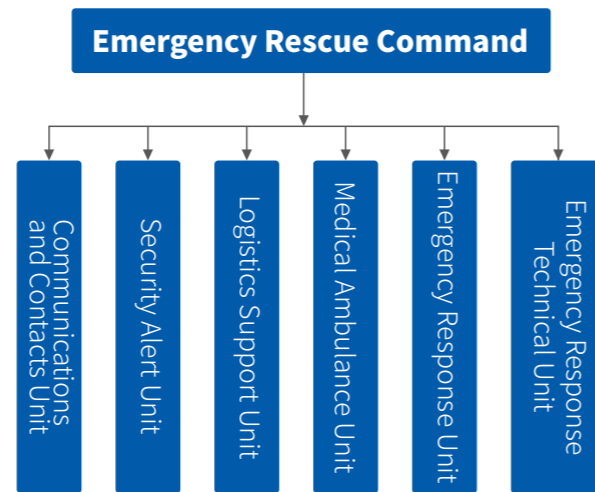 Emergency Rescue Command
Communications
and Contacts Unit
Security Alert Unit
Logistics Support Unit
Medical Ambulance Unit
Emergency Response Unit
Emergency Response
Technical Unit